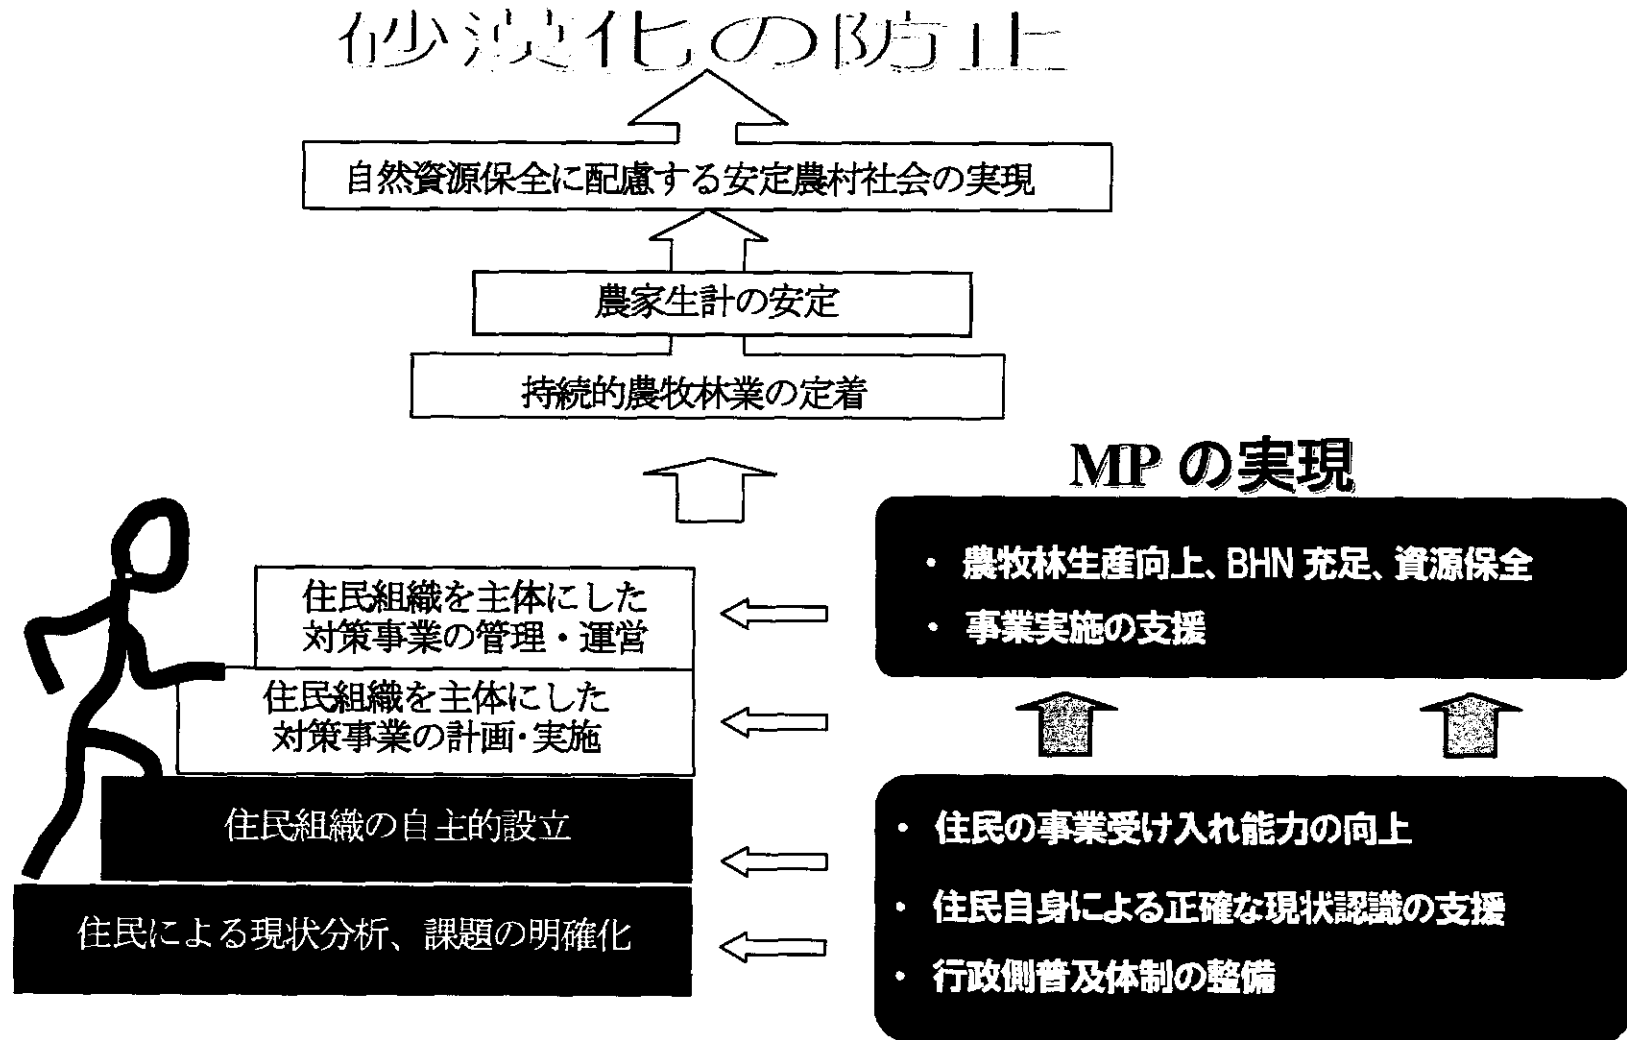 砂漠化の防止
自然資源保全に配慮する安定農村社会の実現
農家生計の安定
持続的農牧林業の定着
MP の実現
・ 農牧林生産向上、BHN 充足、資源保全
・ 事業実施の支援
住民組織を主体にした
対策事業の管理・運営
住民組織を主体にした
対策事業の計画・実施
住民組織の自主的設立
住民による現状分析、課題の明確化
・ 住民の事業受け入れ能力の向上
・ 住民自身による正確な現状認識の支援
・ 行政側普及体制の整備